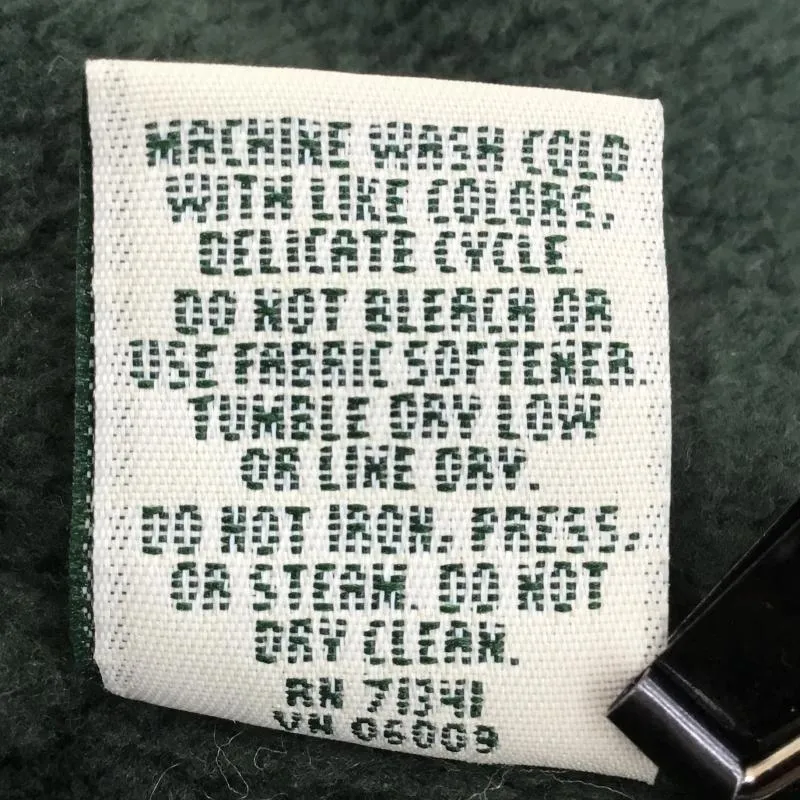 MACHINE WASH COLD
WITH LIKE COLORS,
DELICATE CYCLE.
DO NOT BLEACH OR
USE FABRIC SOFTENER.
TUMBLE DRY LOW
OR LINE DRY.
DO NOT IRON, PRESS,
OR STEAM. DO NOT
DRY CLEAN.
RN 71341
VN 06009